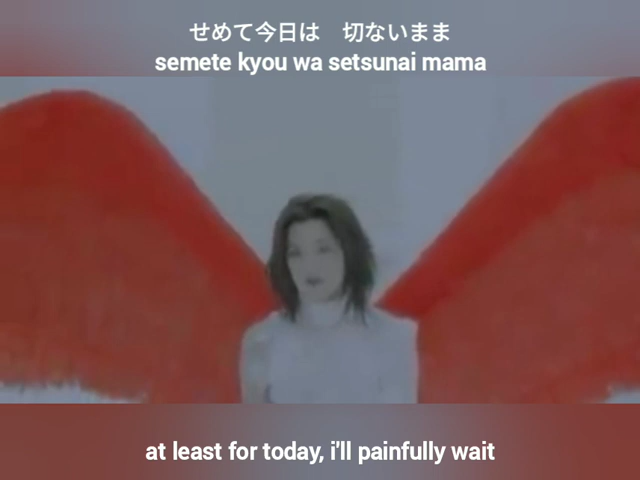 せめて今日は　切ないまま
semete kyou wa setsunai mama
at least for today, i'll painfully wait